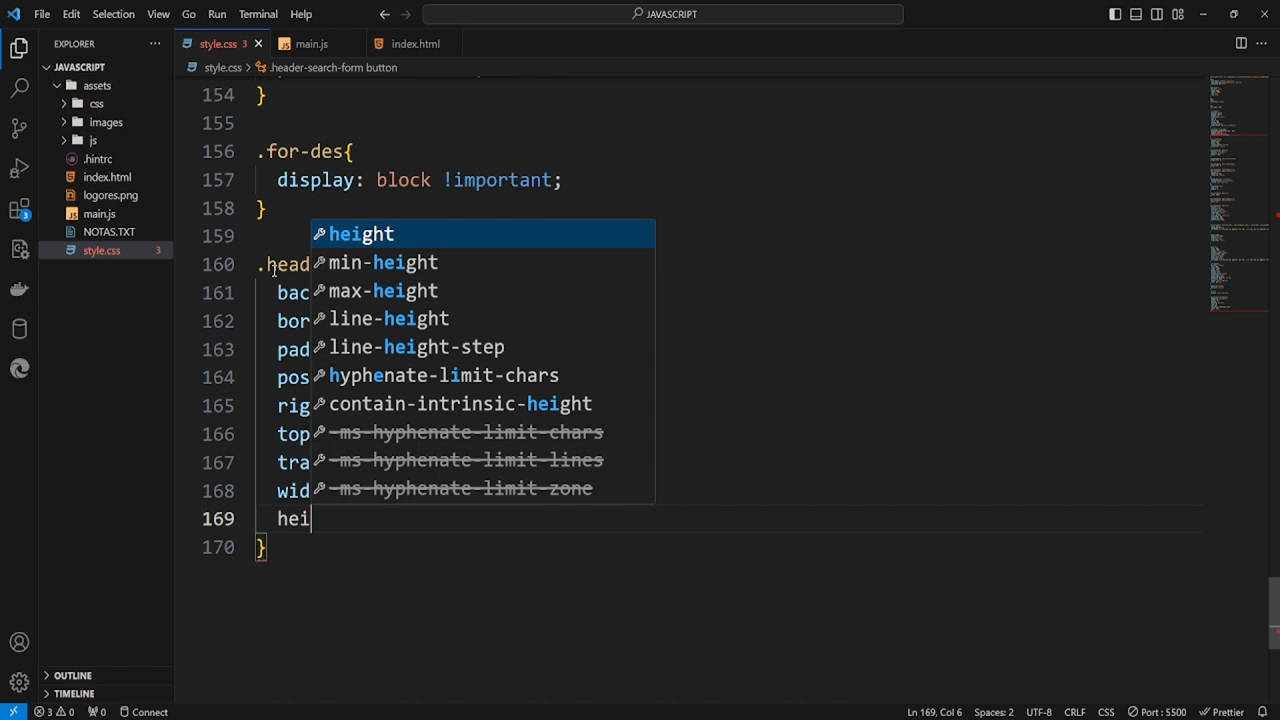 File Edit Selection View Go Run Terminal Help JAVASCRIPT
EXPLORER style.css 3 main.js index.html
JAVASCRIPT style.css > .header-search-form button
assets
css
images
js
.hintrc
index.html
logores.png
main.js
NOTAS.TXT
style.css 3
OUTLINE
TIMELINE
3
154 }
155
156 .for-des{
157 display: block !important;
158 }
159
160 .head
161 bac
162 bor
163 pad
164 pos
165 rig
166 top
167 tra
168 wid
169 hei
170 }
height
min-height
max-height
line-height
line-height-step
hyphenate-limit-chars
contain-intrinsic-height
-ms-hyphenate-limit-chars
-ms-hyphenate-limit-lines
-ms-hyphenate-limit-zone
3 0 0 Connect Ln 169, Col 6 Spaces: 2 UTF-8 CRLF CSS Port : 5500 Prettier